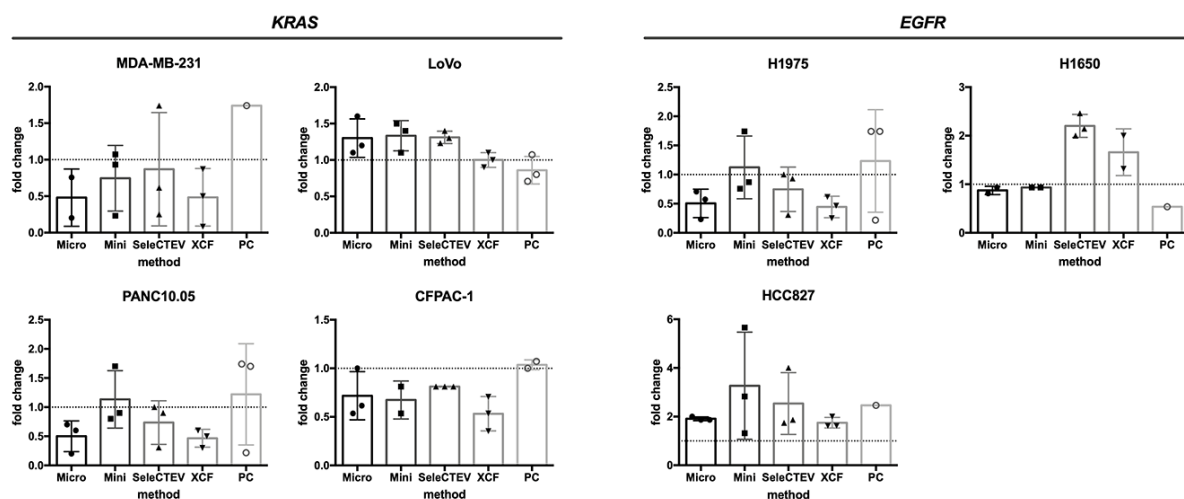 KRAS
EGFR
MDA-MB-231
fold change
2.0
1.5
1.0
0.5
0.0
Micro Mini SeleCTEV XCF PC
method
LoVo
fold change
2.0
1.5
1.0
0.5
0.0
Micro Mini SeleCTEV XCF PC
method
H1975
fold change
2.5
2.0
1.5
1.0
0.5
0.0
Micro Mini SeleCTEV XCF PC
method
H1650
fold change
3
2
1
0
Micro Mini SeleCTEV XCF PC
method
PANC10.05
fold change
2.5
2.0
1.5
1.0
0.5
0.0
Micro Mini SeleCTEV XCF PC
method
CFPAC-1
fold change
1.5
1.0
0.5
0.0
Micro Mini SeleCTEV XCF PC
method
HCC827
fold change
6
4
2
0
Micro Mini SeleCTEV XCF PC
method